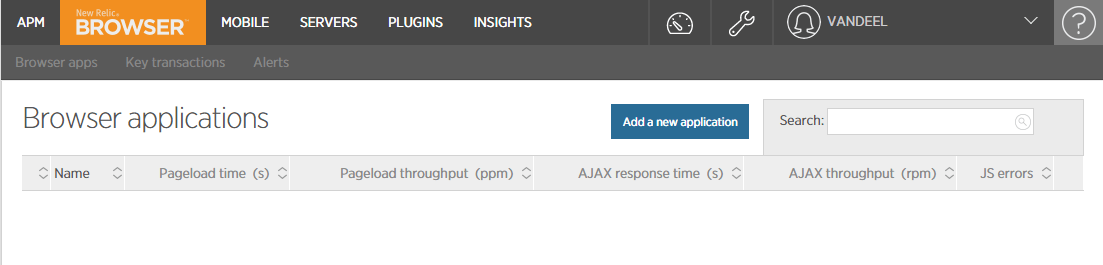 APM New Relic® BROWSER™ MOBILE SERVERS PLUGINS INSIGHTS VANDEEL ?
Browser apps Key transactions Alerts
Browser applications Add a new application Search:
Name Pageload time (s) Pageload throughput (ppm) AJAX response time (s) AJAX throughput (rpm) JS errors